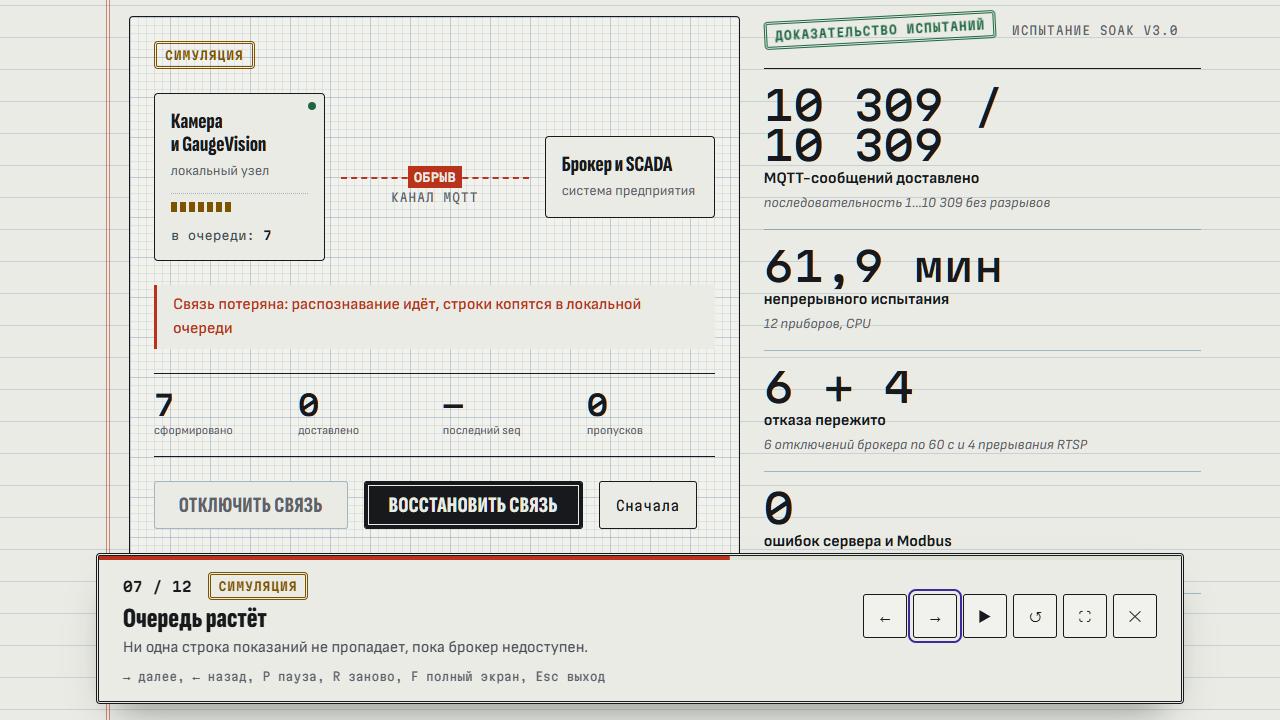 СИМУЛЯЦИЯ
Камера
и GaugeVision
локальный узел
в очереди: 7
ОБРЫВ
КАНАЛ MQTT
Брокер и SCADA
система предприятия
Связь потеряна: распознавание идёт, строки копятся в локальной
очереди
7
сформировано
0
доставлено
—
последний seq
0
пропусков
ОТКЛЮЧИТЬ СВЯЗЬ
ВОССТАНОВИТЬ СВЯЗЬ
Сначала
ДОКАЗАТЕЛЬСТВО ИСПЫТАНИЙ
ИСПЫТАНИЕ SOAK V3.0
10 309 /
10 309
MQTT-сообщений доставлено
последовательность 1…10 309 без разрывов
61,9 мин
непрерывного испытания
12 приборов, CPU
6 + 4
отказа пережито
6 отключений брокера по 60 с и 4 прерывания RTSP
0
ошибок сервера и Modbus
07 / 12
СИМУЛЯЦИЯ
Очередь растёт
Ни одна строка показаний не пропадает, пока брокер недоступен.
→ далее, ← назад, P пауза, R заново, F полный экран, Esc выход